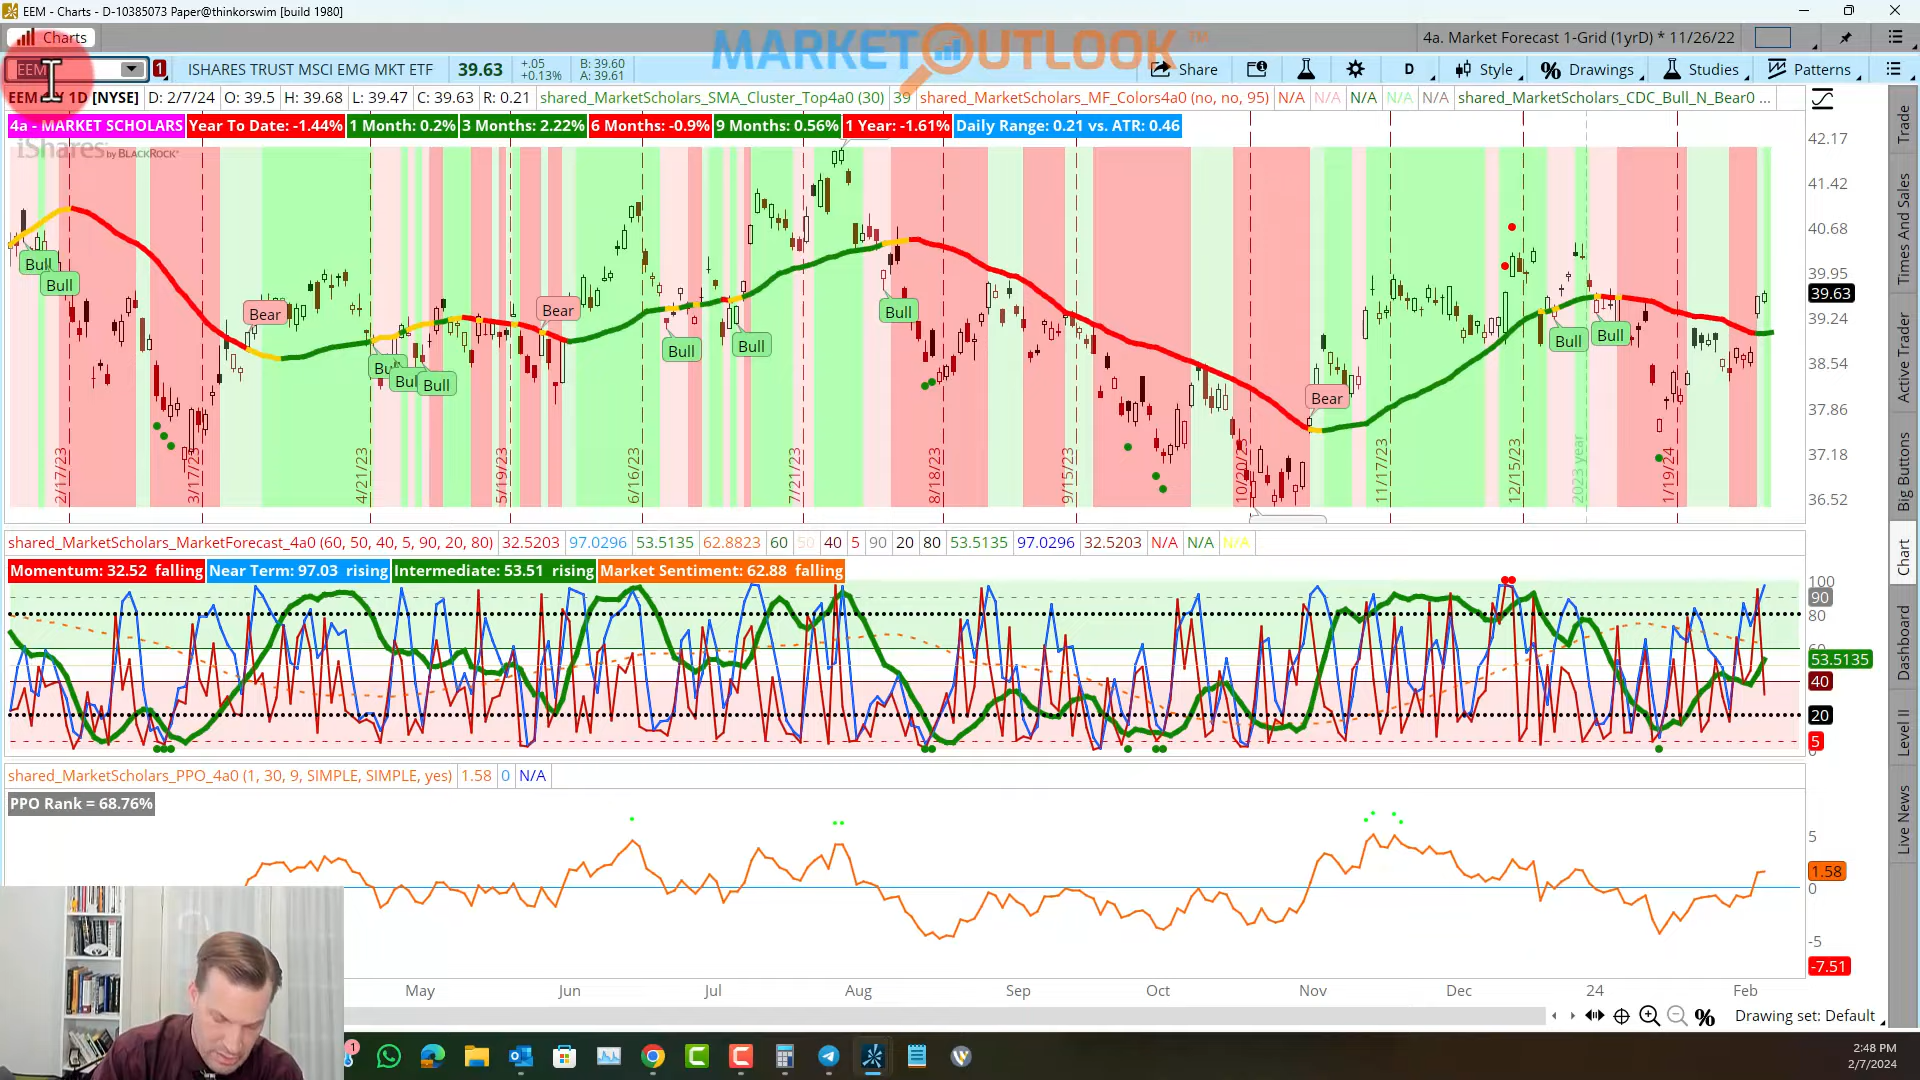 EEM - Charts - D-10385073 Paper@thinkorswim [build 1980]
Charts
MARKET OUTLOOK TM
4a. Market Forecast 1-Grid (1yrD) * 11/26/22
EEM
1
ISHARES TRUST MSCI EMG MKT ETF
39.63
+.05
+0.13%
B: 39.60
A: 39.61
Share
D
Style
Drawings
Studies
Patterns
1D [NYSE]
D: 2/7/24
O: 39.5
H: 39.68
L: 39.47
C: 39.63
R: 0.21
shared_MarketScholars_SMA_Cluster_Top4a0 (30)
39
shared_MarketScholars_MF_Colors4a0 (no, no, 95)
N/A
N/A
N/A
N/A
N/A
shared_MarketScholars_CDC_Bull_N_Bear0 ...
4a - MARKET SCHOLARS
Year To Date: -1.44%
1 Month: 0.2%
3 Months: 2.22%
6 Months: -0.9%
9 Months: 0.56%
1 Year: -1.61%
Daily Range: 0.21 vs. ATR: 0.46
iShares by BLACKROCK
42.17
41.42
40.68
39.95
39.63
39.24
38.54
37.86
37.18
36.52
Bull
Bull
Bear
Bull
Bull
Bear
Bull
Bull
Bull
Bear
Bull
Bull
2/17/23
3/17/23
4/21/23
5/19/23
6/16/23
7/21/23
8/18/23
9/15/23
10/20/23
11/17/23
12/15/23
2023 year
1/19/24
shared_MarketScholars_MarketForecast_4a0 (60, 50, 40, 5, 90, 20, 80)
32.5203
97.0296
53.5135
62.8823
60
50
40
5
90
20
80
53.5135
97.0296
32.5203
N/A
N/A
N/A
Momentum: 32.52 falling
Near Term: 97.03 rising
Intermediate: 53.51 rising
Market Sentiment: 62.88 falling
100
90
80
60
53.5135
40
20
5
shared_MarketScholars_PPO_4a0 (1, 30, 9, SIMPLE, SIMPLE, yes)
1.58
0
N/A
PPO Rank = 68.76%
5
1.58
0
-5
-7.51
May
Jun
Jul
Aug
Sep
Oct
Nov
Dec
24
Feb
Drawing set: Default
Trade
Times And Sales
Active Trader
Big Buttons
Chart
Dashboard
Level II
Live News
1
2:48 PM
2/7/2024